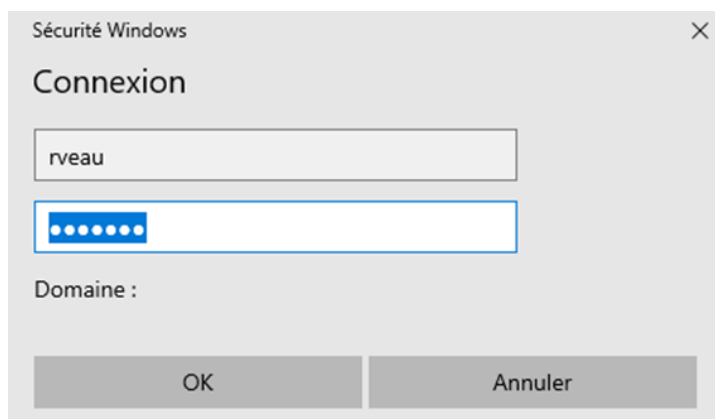 Sécurité Windows
Connexion
rveau
•••••••
Domaine :
OK
Annuler